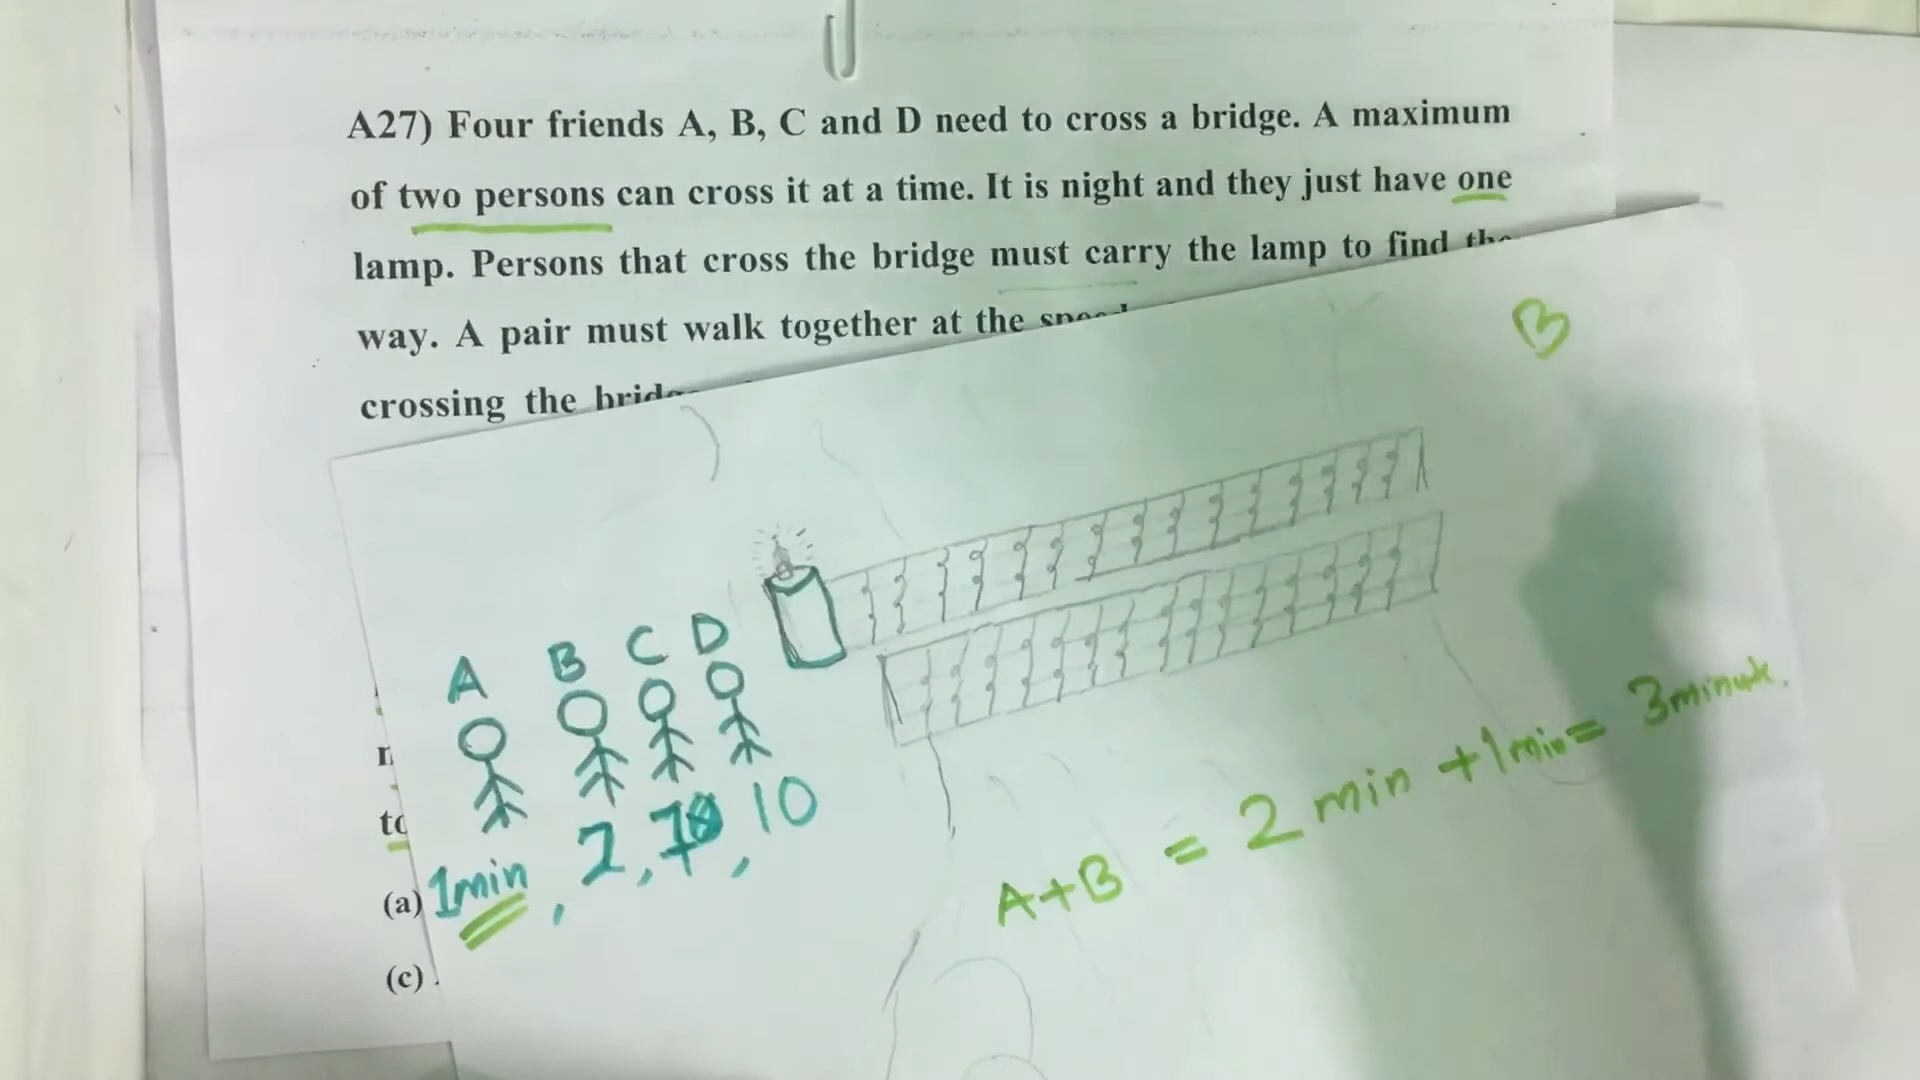 A27) Four friends A, B, C and D need to cross a bridge. A maximum
of two persons can cross it at a time. It is night and they just have one
lamp. Persons that cross the bridge must carry the lamp to find the
way. A pair must walk together at the
crossing the
B
A B C D
1min, 2, 7, 10
A+B = 2 min +1min= 3minute.
(a)
(c)